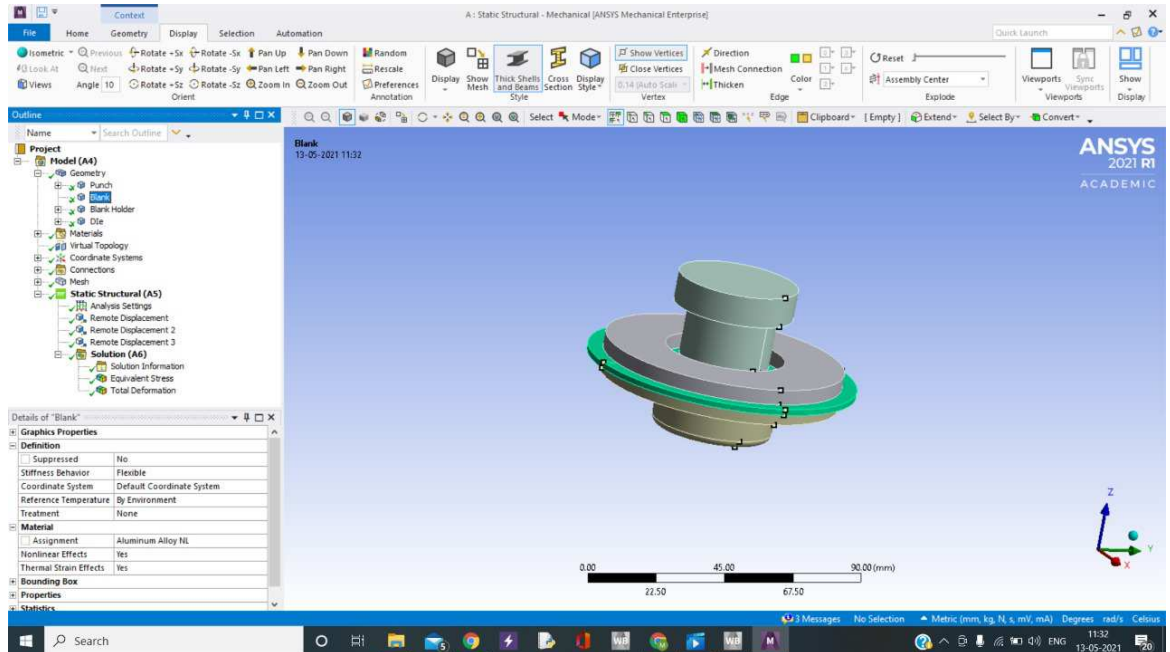 Context
A : Static Structural - Mechanical [ANSYS Mechanical Enterprise]
File Home Geometry Display Selection Automation
Quick Launch
Isometric Previous Rotate +Sx Rotate -Sx Pan Up Pan Down Random
Look At Next Rotate +Sy Rotate -Sy Pan Left Pan Right Rescale
Views Angle 10 Rotate +Sz Rotate -Sz Zoom In Zoom Out Preferences
Orient Annotation
Display Show Mesh Thick Shells and Beams Cross Section Display Style
Style
Show Vertices
Close Vertices
0.14 (Auto Scale
Vertex
Direction
Mesh Connection
Thicken
Color
Edge
Reset
Assembly Center
Explode
Viewports Sync Viewports
Viewports
Show
Display
Outline
Name Search Outline
Select Mode Clipboard [Empty] Extend Select By Convert
Project
Model (A4)
Geometry
Punch
Blank
Blank Holder
DIe
Materials
Virtual Topology
Coordinate Systems
Connections
Mesh
Static Structural (A5)
Analysis Settings
Remote Displacement
Remote Displacement 2
Remote Displacement 3
Solution (A6)
Solution Information
Equivalent Stress
Total Deformation
Details of "Blank"
Graphics Properties
Definition
Suppressed No
Stiffness Behavior Flexible
Coordinate System Default Coordinate System
Reference Temperature By Environment
Treatment None
Material
Assignment Aluminum Alloy NL
Nonlinear Effects Yes
Thermal Strain Effects Yes
Bounding Box
Properties
Statistics
Blank
13-05-2021 11:32
ANSYS
2021 R1
ACADEMIC
Z
Y
X
0.00 45.00 90.00 (mm)
22.50 67.50
3 Messages No Selection Metric (mm, kg, N, s, mV, mA) Degrees rad/s Celsius
Search
WB
WB
M
ENG
11:32
13-05-2021
20